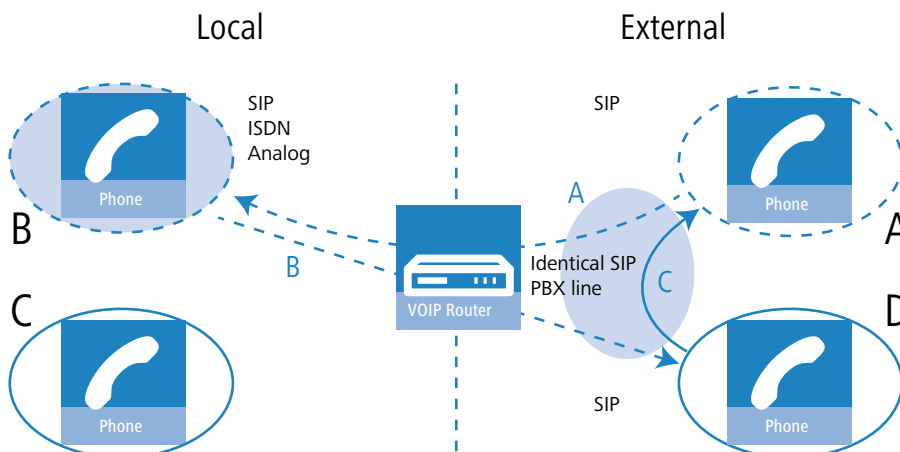 Local
External
SIP
ISDN
Analog
SIP
Phone
Phone
A
A
B
B
Identical SIP
PBX line
C
VOIP Router
C
D
Phone
SIP
Phone